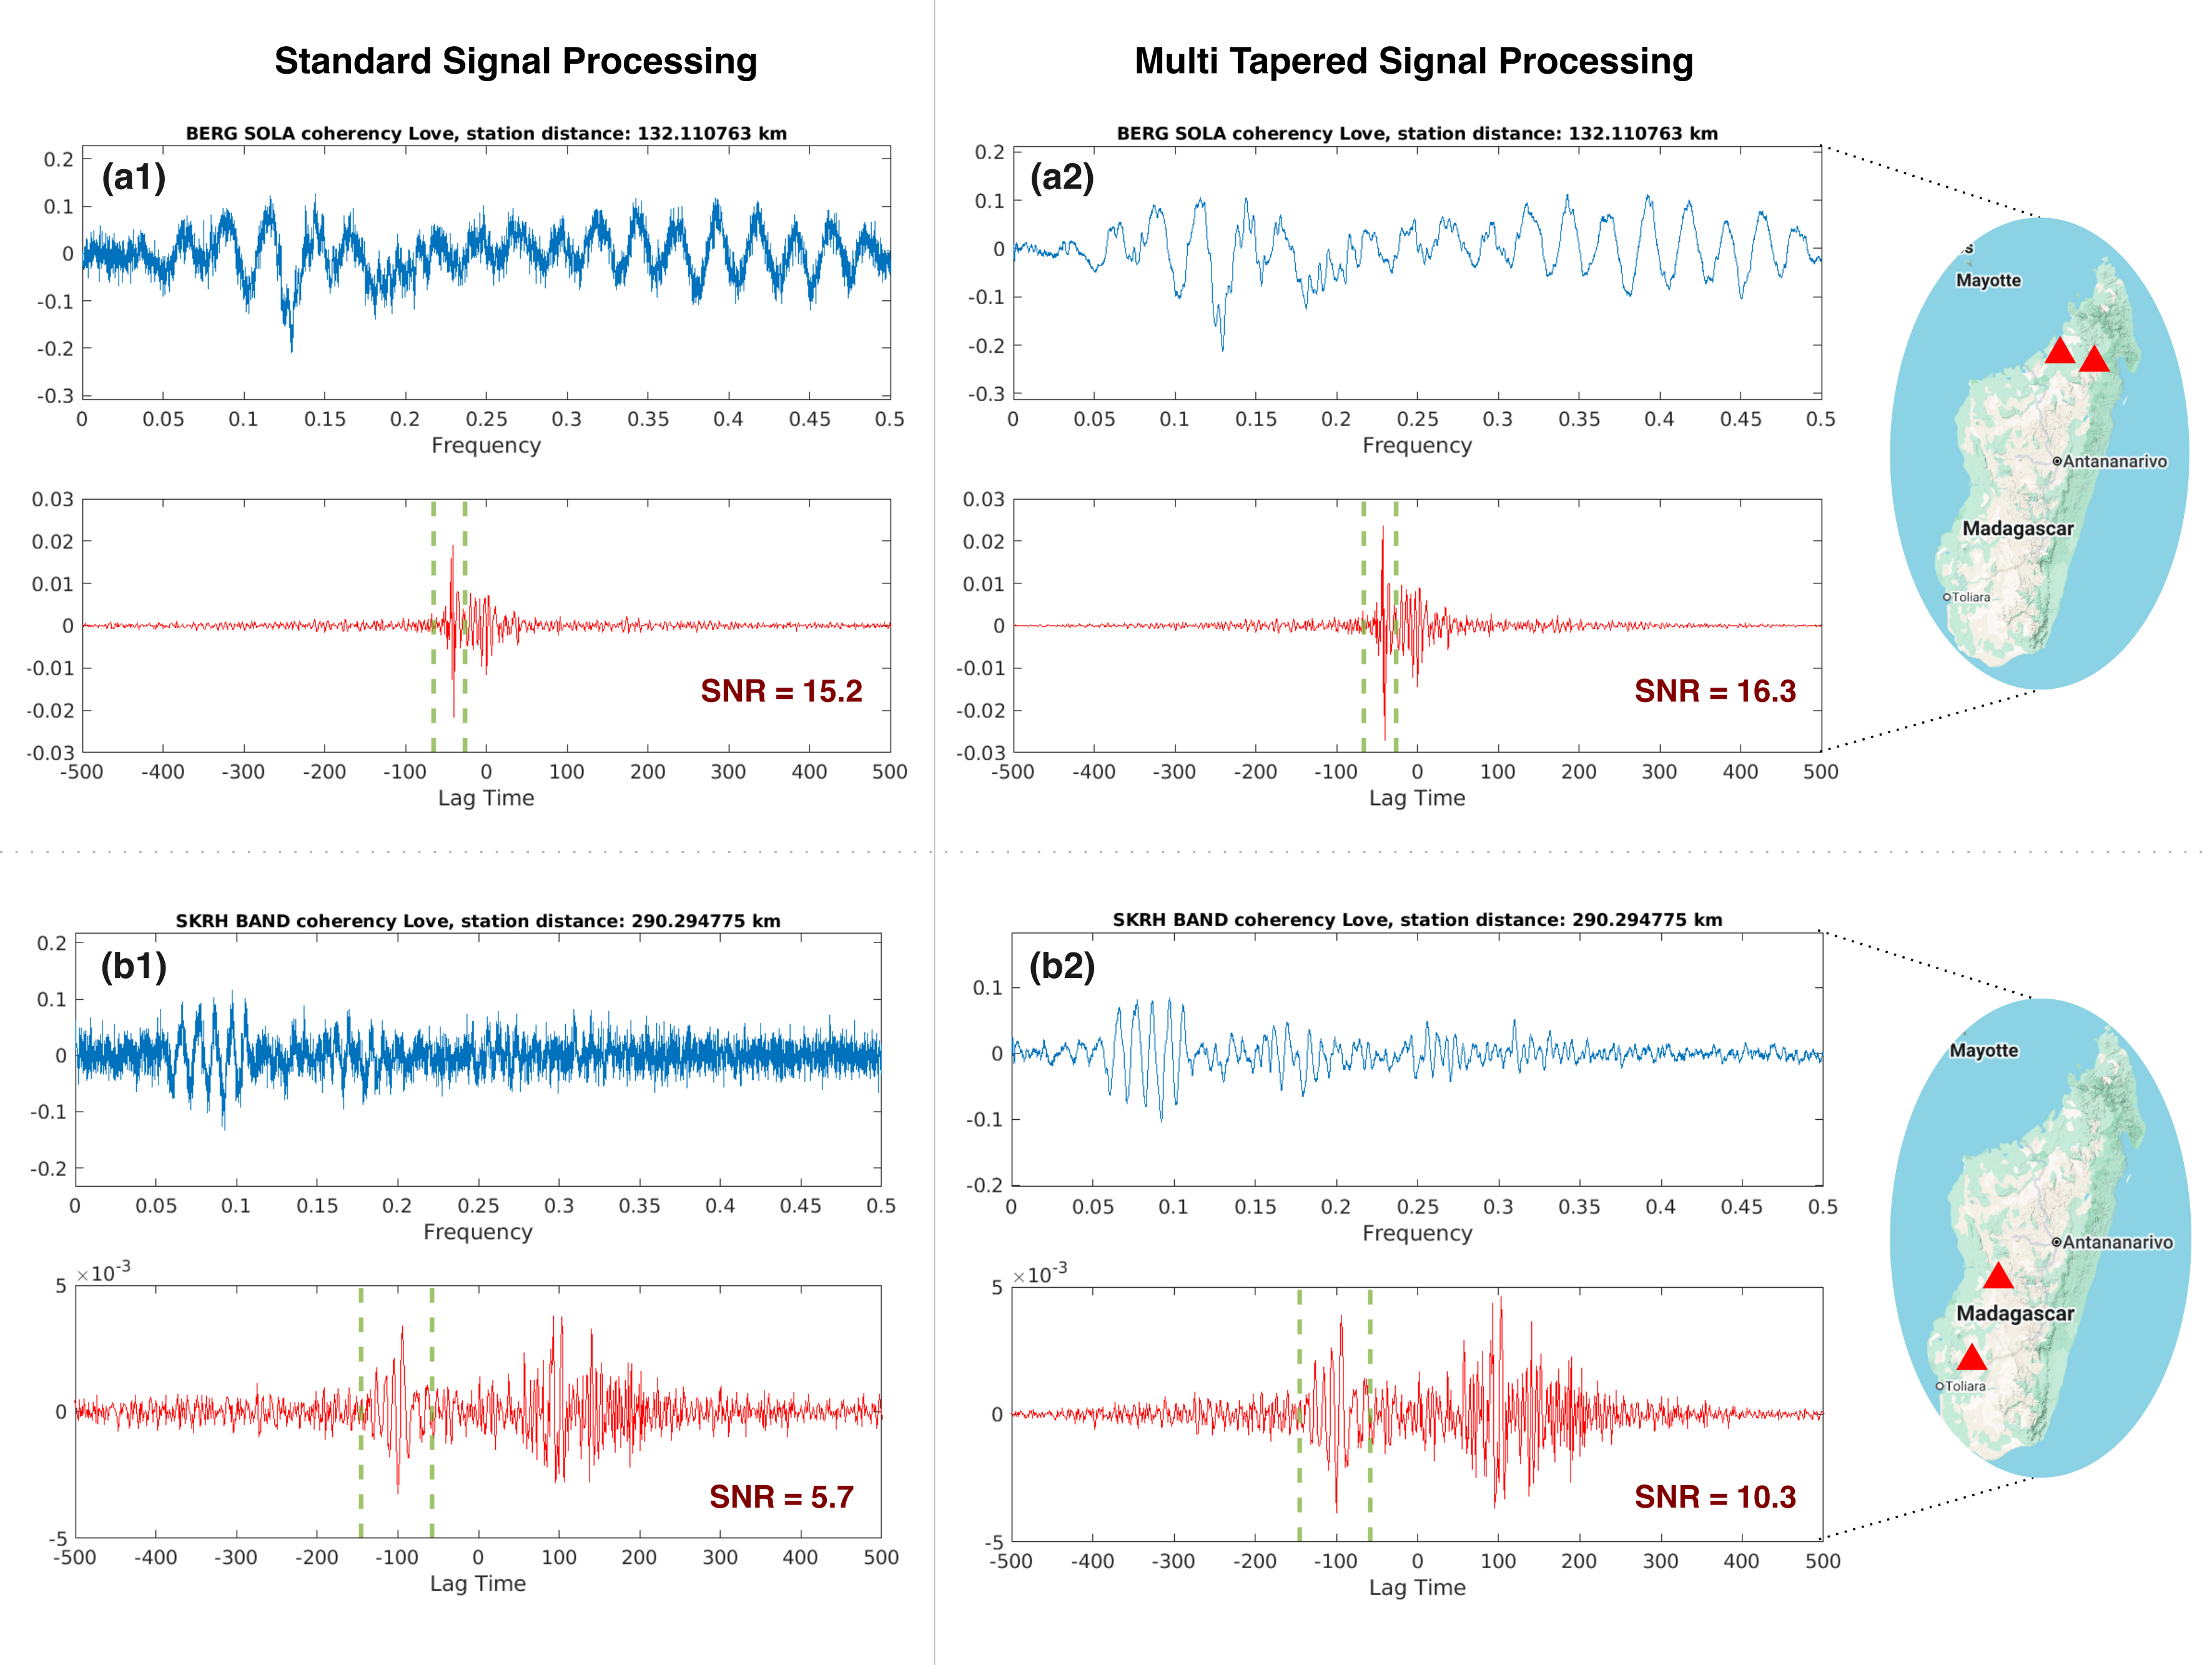 Standard Signal Processing
Multi Tapered Signal Processing
BERG SOLA coherency Love, station distance: 132.110763 km
(a1)
0.2
0.1
0
-0.1
-0.2
-0.3
0 0.05 0.1 0.15 0.2 0.25 0.3 0.35 0.4 0.45 0.5
Frequency
0.03
0.02
0.01
0
-0.01
-0.02
-0.03
SNR = 15.2
-500 -400 -300 -200 -100 0 100 200 300 400 500
Lag Time
BERG SOLA coherency Love, station distance: 132.110763 km
(a2)
0.2
0.1
0
-0.1
-0.2
-0.3
0 0.05 0.1 0.15 0.2 0.25 0.3 0.35 0.4 0.45 0.5
Frequency
0.03
0.02
0.01
0
-0.01
-0.02
-0.03
SNR = 16.3
-500 -400 -300 -200 -100 0 100 200 300 400 500
Lag Time
s
Mayotte
Antananarivo
Madagascar
Toliara
SKRH BAND coherency Love, station distance: 290.294775 km
(b1)
0.2
0.1
0
-0.1
-0.2
0 0.05 0.1 0.15 0.2 0.25 0.3 0.35 0.4 0.45 0.5
Frequency
×10-3
5
0
-5
SNR = 5.7
-500 -400 -300 -200 -100 0 100 200 300 400 500
Lag Time
SKRH BAND coherency Love, station distance: 290.294775 km
(b2)
0.1
0
-0.1
-0.2
0 0.05 0.1 0.15 0.2 0.25 0.3 0.35 0.4 0.45 0.5
Frequency
×10-3
5
0
-5
SNR = 10.3
-500 -400 -300 -200 -100 0 100 200 300 400 500
Lag Time
Mayotte
Antananarivo
Madagascar
Toliara